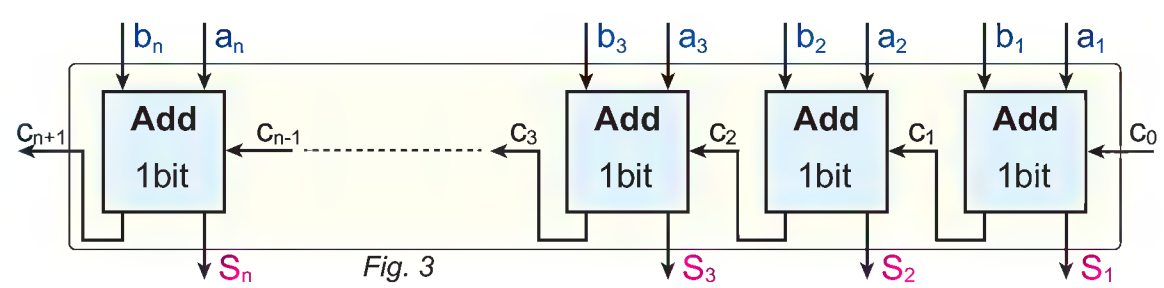 bₙ aₙ b₃ a₃ b₂ a₂ b₁ a₁
Add Add Add Add
cₙ₊₁ cₙ₋₁ c₃ c₂ c₁ c₀
1bit 1bit 1bit 1bit
Sₙ Fig. 3 S₃ S₂ S₁